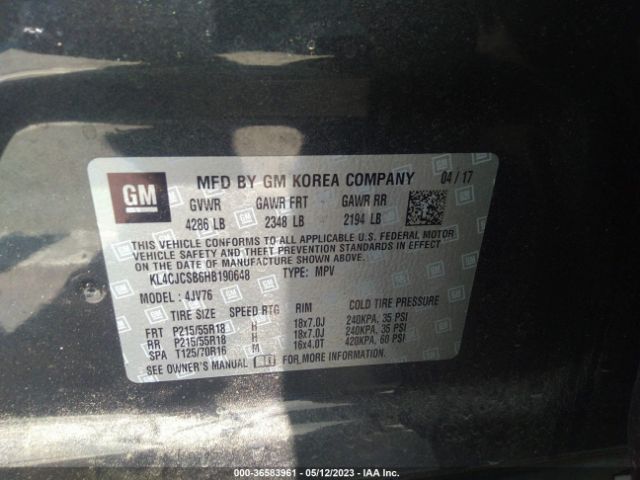 GM
MFD BY GM KOREA COMPANY 04 / 17
GVWR GAWR FRT GAWR RR
4286 LB 2348 LB 2194 LB
THIS VEHICLE CONFORMS TO ALL APPLICABLE U.S. FEDERAL MOTOR
VEHICLE SAFETY AND THEFT PREVENTION STANDARDS IN EFFECT
ON THE DATE OF MANUFACTURE SHOWN ABOVE.
KL4CJCSB6HB190648 TYPE: MPV
MODEL : 4JV76
TIRE SIZE SPEED RTG RIM COLD TIRE PRESSURE
FRT P215/55R18 H 18x7.0J 240KPA, 35 PSI
RR P215/55R18 H 18x7.0J 240KPA, 35 PSI
SPA T125/70R16 M 16x4.0T 420KPA, 60 PSI
SEE OWNER'S MANUAL
000-36583961 - 05/12/2023 - IAA Inc.